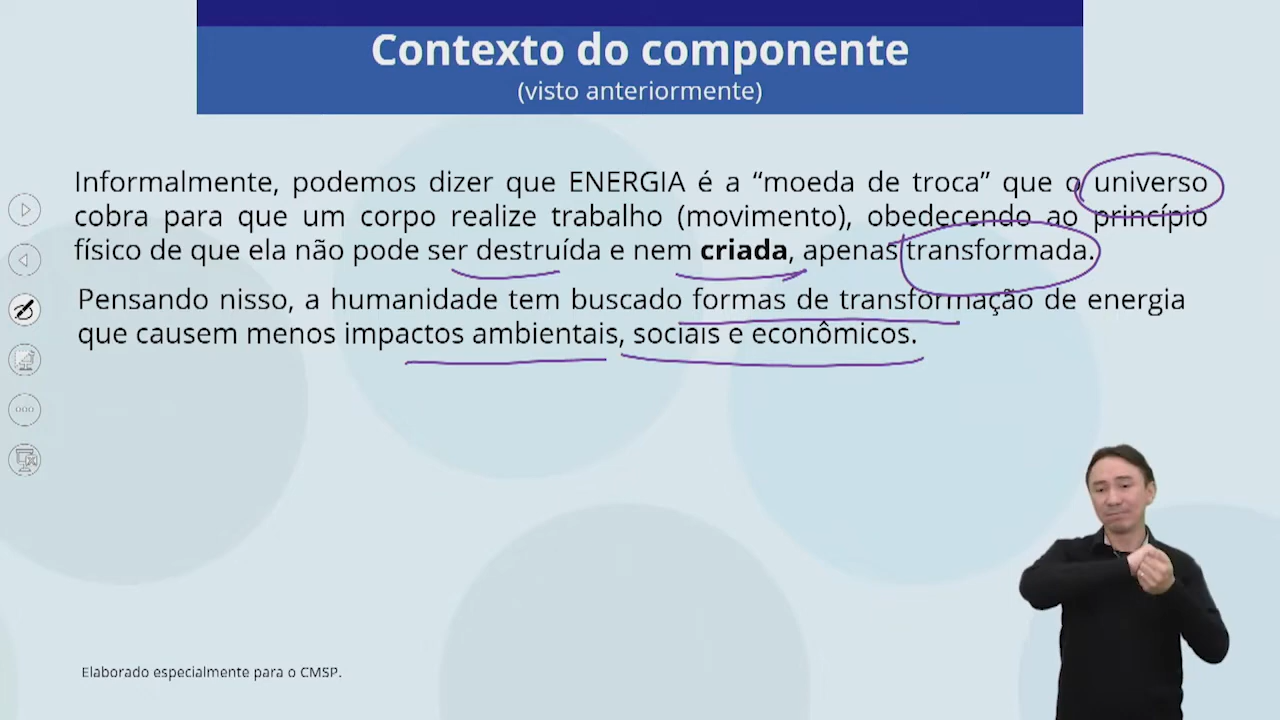 Contexto do componente
(visto anteriormente)
Informalmente, podemos dizer que ENERGIA é a “moeda de troca” que o universo
cobra para que um corpo realize trabalho (movimento), obedecendo ao princípio
físico de que ela não pode ser destruída e nem criada, apenas transformada.
Pensando nisso, a humanidade tem buscado formas de transformação de energia
que causem menos impactos ambientais, sociais e econômicos.
Elaborado especialmente para o CMSP.